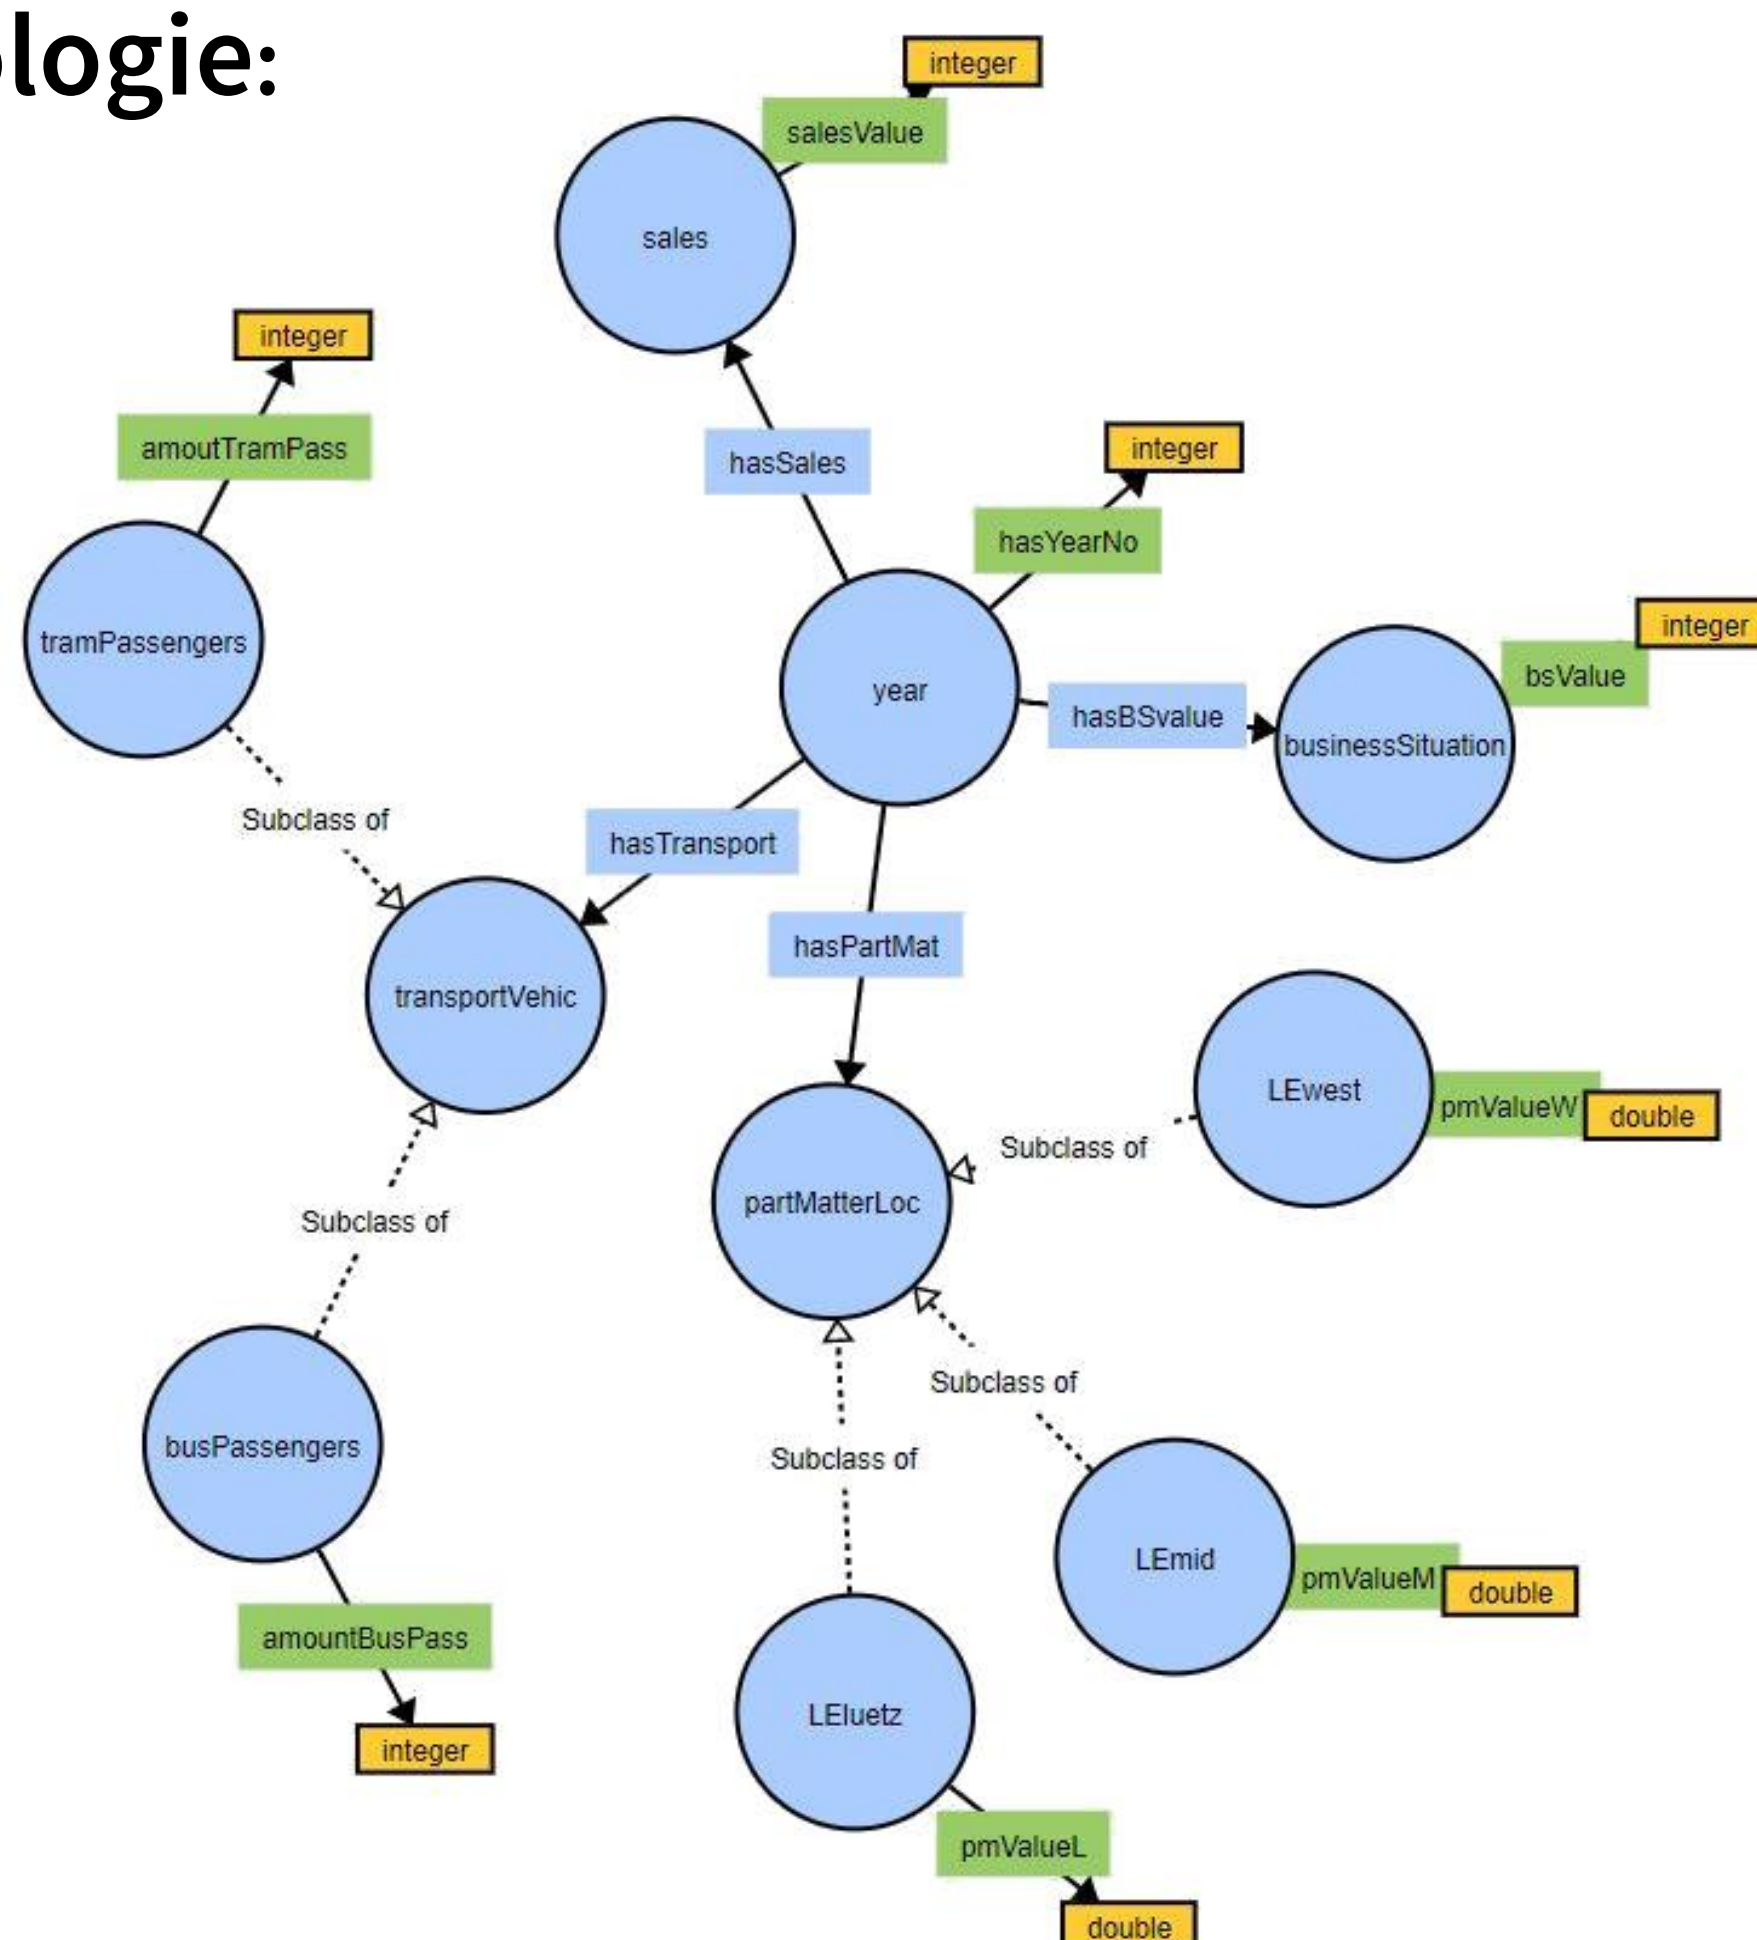 ologie:
integer
salesValue
sales
integer
amoutTramPass
hasSales
integer
hasYearNo
tramPassengers
year
integer
bsValue
hasBSvalue
businessSituation
Subclass of
hasTransport
hasPartMat
transportVehic
LEwest
pmValueW
double
Subclass of
partMatterLoc
Subclass of
Subclass of
busPassengers
Subclass of
LEmid
pmValueM
double
amountBusPass
LEluetz
integer
pmValueL
double